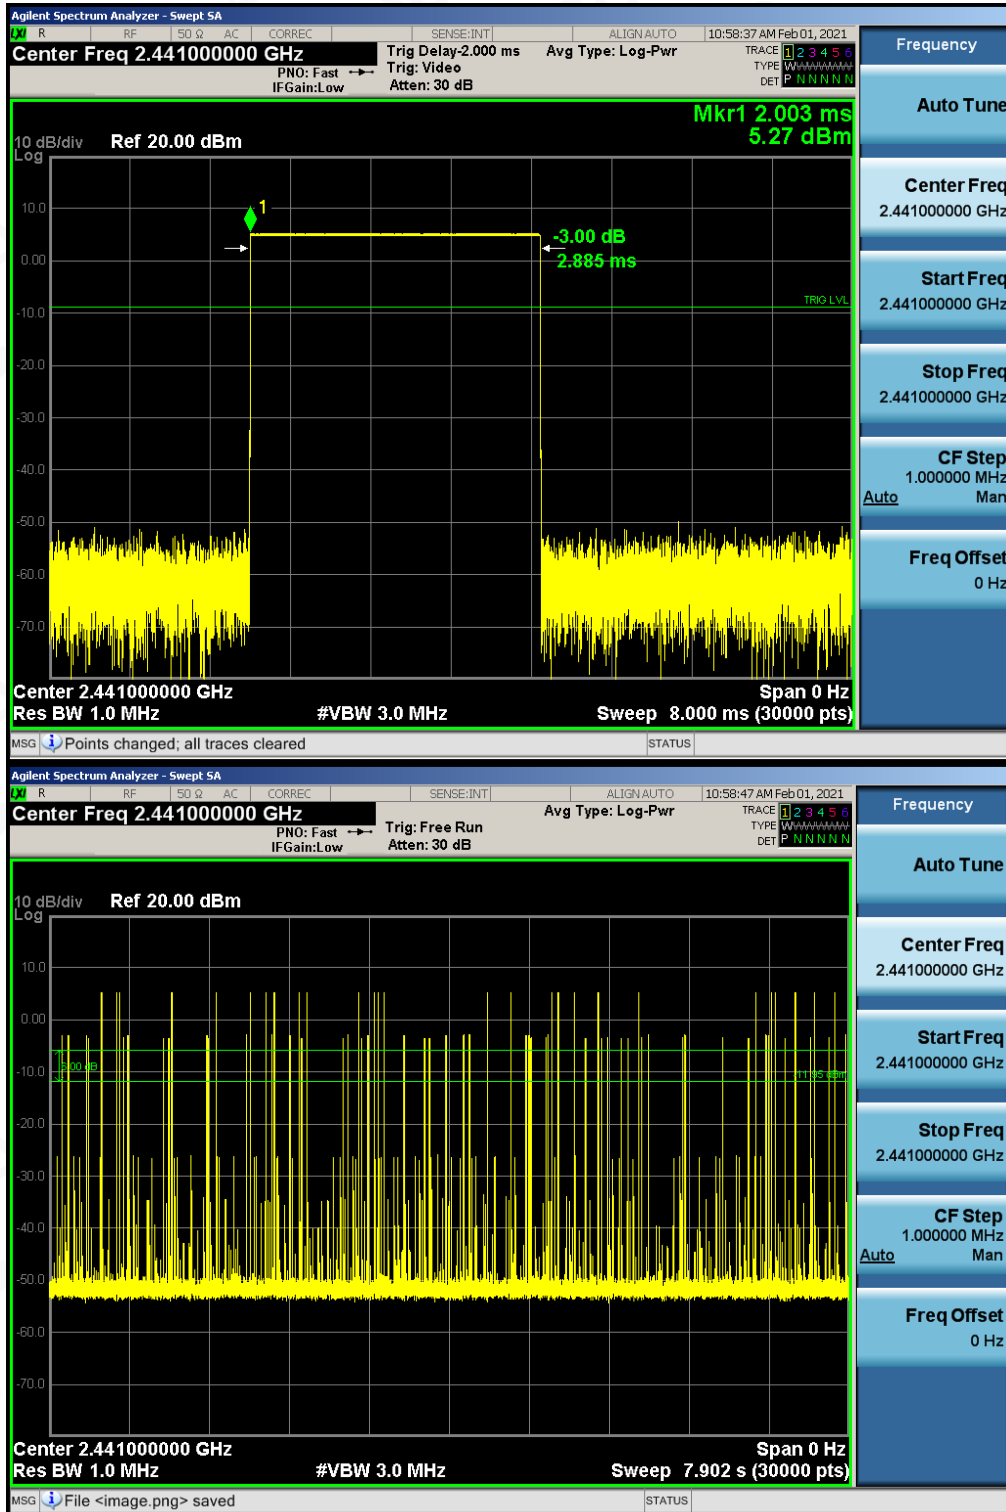 Agilent Spectrum Analyzer - Swept SA
LXI R RF 50 Ω AC CORREC SENSE:INT ALIGN AUTO 10:58:37 AM Feb 01, 2021
Center Freq 2.441000000 GHz
PNO: Fast
IFGain:Low
Trig Delay-2.000 ms
Trig: Video
Atten: 30 dB
Avg Type: Log-Pwr
TRACE 1 2 3 4 5 6
TYPE W
DET P N N N N N
Mkr1 2.003 ms
5.27 dBm
10 dB/div Ref 20.00 dBm
Log
10.0
1
-3.00 dB
0.00
2.885 ms
TRIG LVL
-10.0
-20.0
-30.0
-40.0
-50.0
-60.0
-70.0
Center 2.441000000 GHz Span 0 Hz
Res BW 1.0 MHz #VBW 3.0 MHz Sweep 8.000 ms (30000 pts)
MSG Points changed; all traces cleared STATUS
Frequency
Auto Tune
Center Freq
2.441000000 GHz
Start Freq
2.441000000 GHz
Stop Freq
2.441000000 GHz
CF Step
1.000000 MHz
Auto Man
Freq Offset
0 Hz
Agilent Spectrum Analyzer - Swept SA
LXI R RF 50 Ω AC CORREC SENSE:INT ALIGN AUTO 10:58:47 AM Feb 01, 2021
Center Freq 2.441000000 GHz
PNO: Fast
IFGain:Low
Trig: Free Run
Atten: 30 dB
Avg Type: Log-Pwr
TRACE 1 2 3 4 5 6
TYPE W
DET P N N N N N
10 dB/div Ref 20.00 dBm
Log
10.0
0.00
6.00 dB
-10.0
-11.95 dBm
-20.0
-30.0
-40.0
-50.0
-60.0
-70.0
Center 2.441000000 GHz Span 0 Hz
Res BW 1.0 MHz #VBW 3.0 MHz Sweep 7.902 s (30000 pts)
MSG File <image.png> saved STATUS
Frequency
Auto Tune
Center Freq
2.441000000 GHz
Start Freq
2.441000000 GHz
Stop Freq
2.441000000 GHz
CF Step
1.000000 MHz
Auto Man
Freq Offset
0 Hz